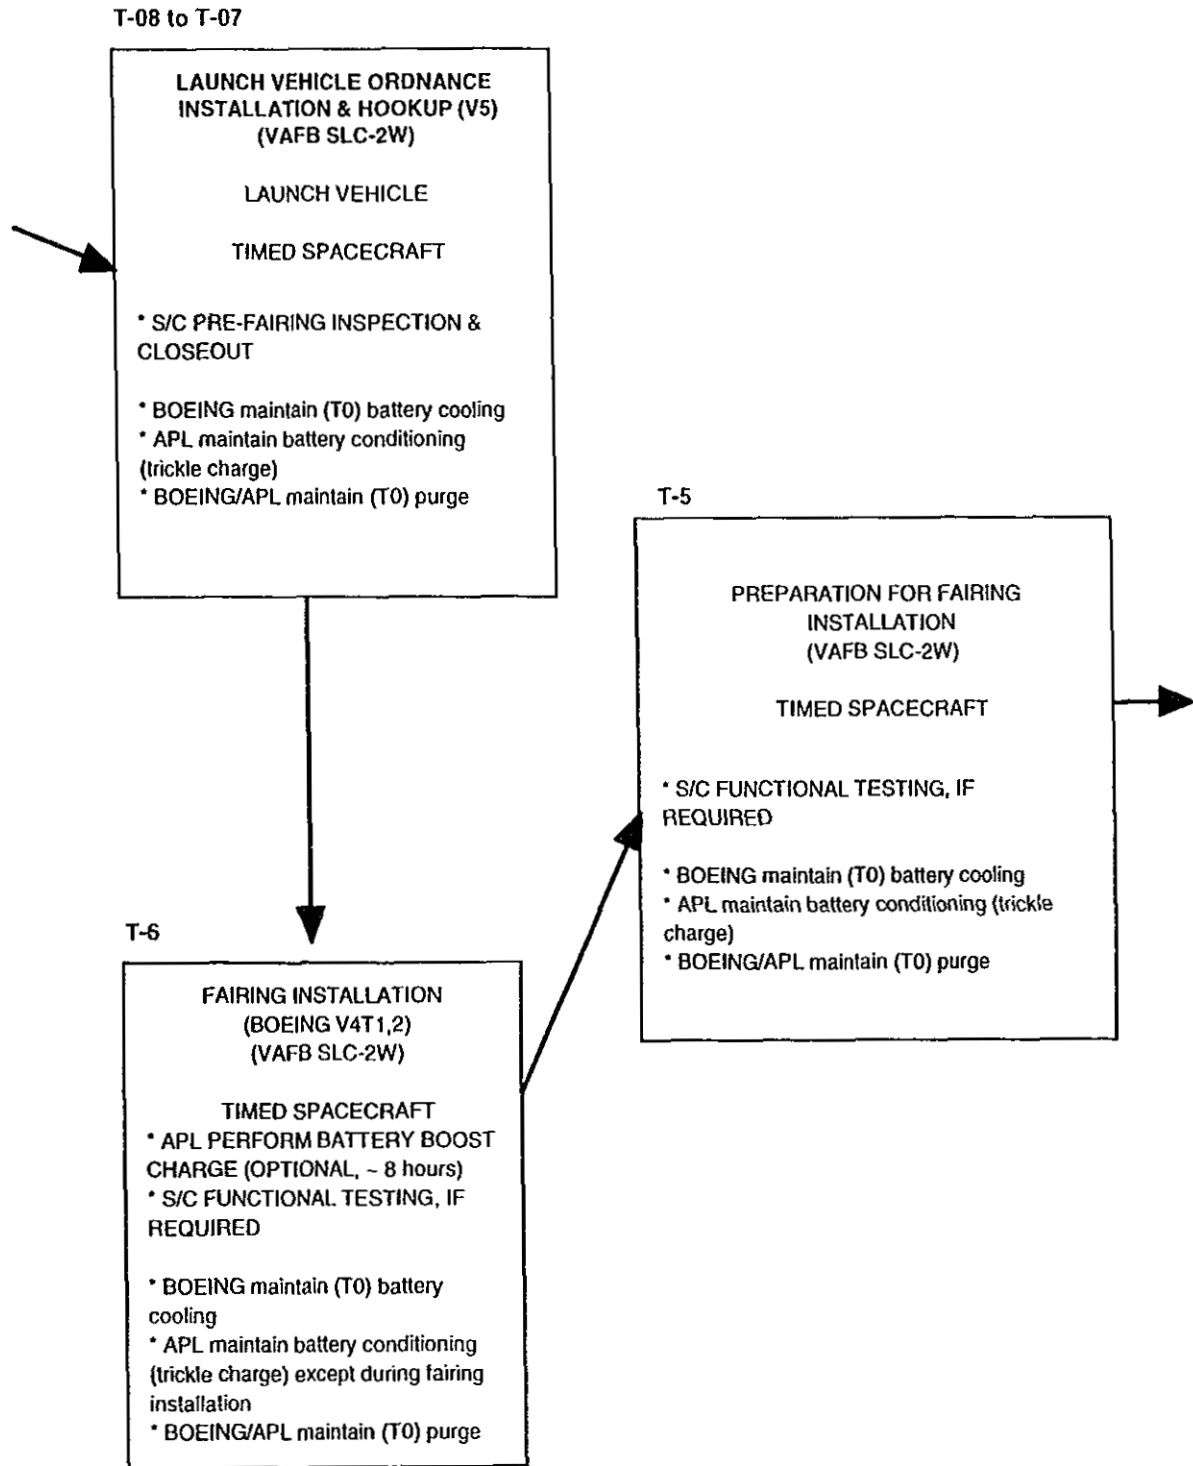 T-08 to T-07
LAUNCH VEHICLE ORDNANCE
INSTALLATION & HOOKUP (V5)
(VAFB SLC-2W)
LAUNCH VEHICLE
TIMED SPACECRAFT
* S/C PRE-FAIRING INSPECTION &
CLOSEOUT
* BOEING maintain (T0) battery cooling
* APL maintain battery conditioning
(trickle charge)
* BOEING/APL maintain (T0) purge
T-6
FAIRING INSTALLATION
(BOEING V4T1,2)
(VAFB SLC-2W)
TIMED SPACECRAFT
* APL PERFORM BATTERY BOOST
CHARGE (OPTIONAL, ~ 8 hours)
* S/C FUNCTIONAL TESTING, IF
REQUIRED
* BOEING maintain (T0) battery
cooling
* APL maintain battery conditioning
(trickle charge) except during fairing
installation
* BOEING/APL maintain (T0) purge
T-5
PREPARATION FOR FAIRING
INSTALLATION
(VAFB SLC-2W)
TIMED SPACECRAFT
* S/C FUNCTIONAL TESTING, IF
REQUIRED
* BOEING maintain (T0) battery cooling
* APL maintain battery conditioning (trickle
charge)
* BOEING/APL maintain (T0) purge